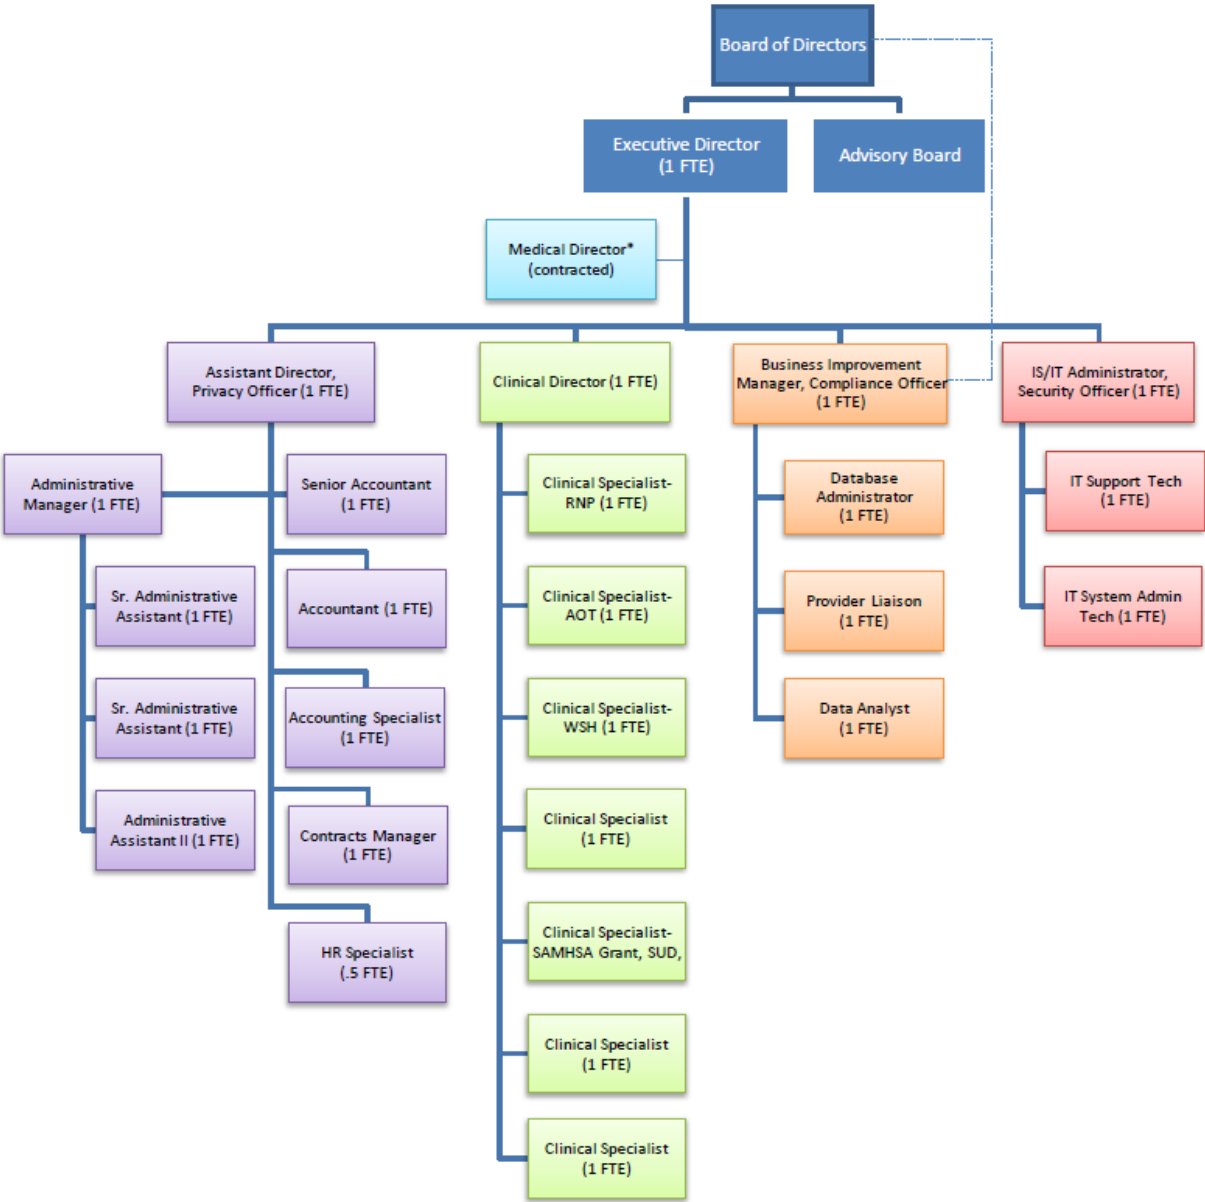 Board of Directors
Executive Director
(1 FTE)
Advisory Board
Medical Director*
(contracted)
Assistant Director,
Privacy Officer (1 FTE)
Clinical Director (1 FTE)
Business Improvement
Manager, Compliance Officer
(1 FTE)
IS/IT Administrator,
Security Officer (1 FTE)
Administrative
Manager (1 FTE)
Sr. Administrative
Assistant (1 FTE)
Sr. Administrative
Assistant (1 FTE)
Administrative
Assistant II (1 FTE)
Senior Accountant
(1 FTE)
Accountant (1 FTE)
Accounting Specialist
(1 FTE)
Contracts Manager
(1 FTE)
HR Specialist
(.5 FTE)
Clinical Specialist-
RNP (1 FTE)
Clinical Specialist-
AOT (1 FTE)
Clinical Specialist-
WSH (1 FTE)
Clinical Specialist
(1 FTE)
Clinical Specialist-
SAMHSA Grant, SUD,
Clinical Specialist
(1 FTE)
Clinical Specialist
(1 FTE)
Database
Administrator
(1 FTE)
Provider Liaison
(1 FTE)
Data Analyst
(1 FTE)
IT Support Tech
(1 FTE)
IT System Admin
Tech (1 FTE)